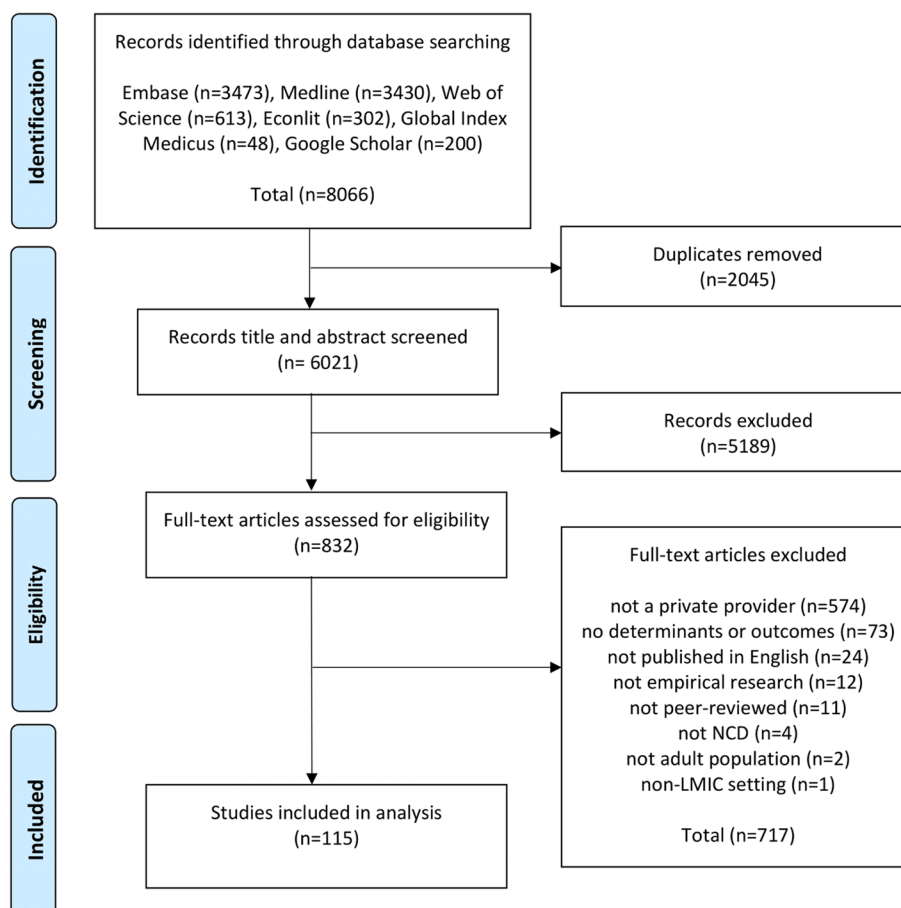 Identification
Records identified through database searching
Embase (n=3473), Medline (n=3430), Web of
Science (n=613), Econlit (n=302), Global Index
Medicus (n=48), Google Scholar (n=200)
Total (n=8066)
Screening
Duplicates removed
(n=2045)
Records title and abstract screened
(n= 6021)
Records excluded
(n=5189)
Eligibility
Full-text articles assessed for eligibility
(n=832)
Full-text articles excluded
not a private provider (n=574)
no determinants or outcomes (n=73)
not published in English (n=24)
not empirical research (n=12)
not peer-reviewed (n=11)
not NCD (n=4)
not adult population (n=2)
non-LMIC setting (n=1)
Total (n=717)
Included
Studies included in analysis
(n=115)